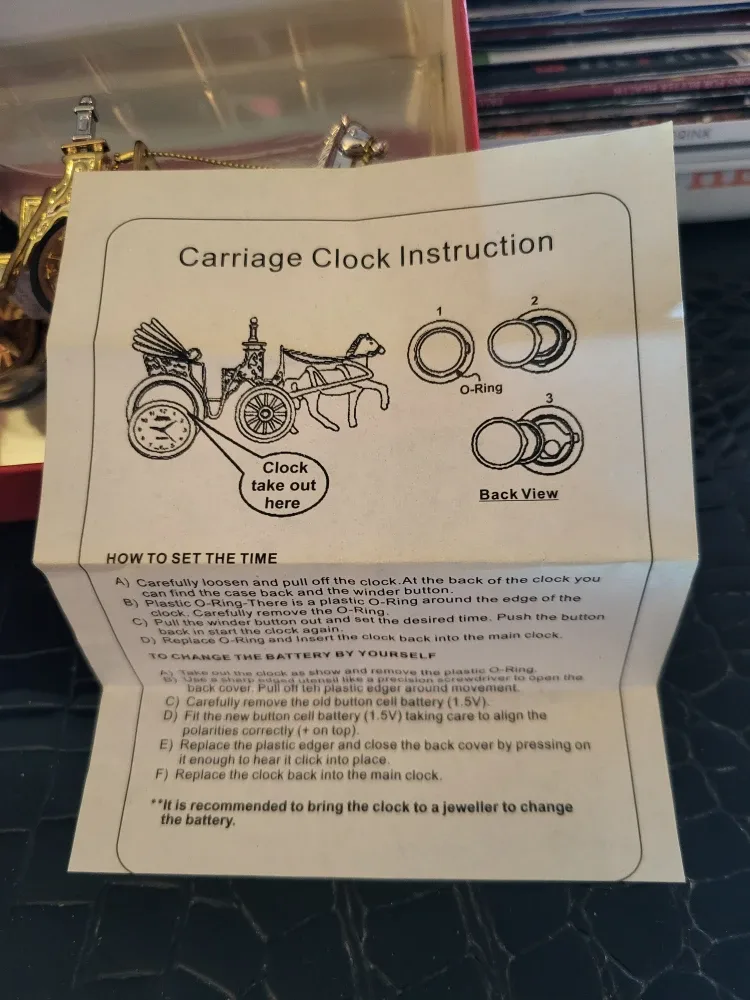 Carriage Clock Instruction
1
2
O-Ring
3
Clock
take out
here
Back View
HOW TO SET THE TIME
A) Carefully loosen and pull off the clock.At the back of the clock you
can find the case back and the winder button.
B) Plastic O-Ring-There is a plastic O-Ring around the edge of the
clock. Carefully remove the O-Ring.
C) Pull the winder button out and set the desired time. Push the button
back in start the clock again.
D) Replace O-Ring and Insert the clock back into the main clock.
TO CHANGE THE BATTERY BY YOURSELF
A) Take out the clock as show and remove the plastic O-Ring.
B) Use a sharp edged utensil like a precision screwdriver to open the
back cover. Pull off teh plastic edger around movement.
C) Carefully remove the old button cell battery (1.5V).
D) Fit the new button cell battery (1.5V) taking care to align the
polarities correctly (+ on top).
E) Replace the plastic edger and close the back cover by pressing on
it enough to hear it click into place.
F) Replace the clock back into the main clock.
**It is recommended to bring the clock to a jeweller to change
the battery.